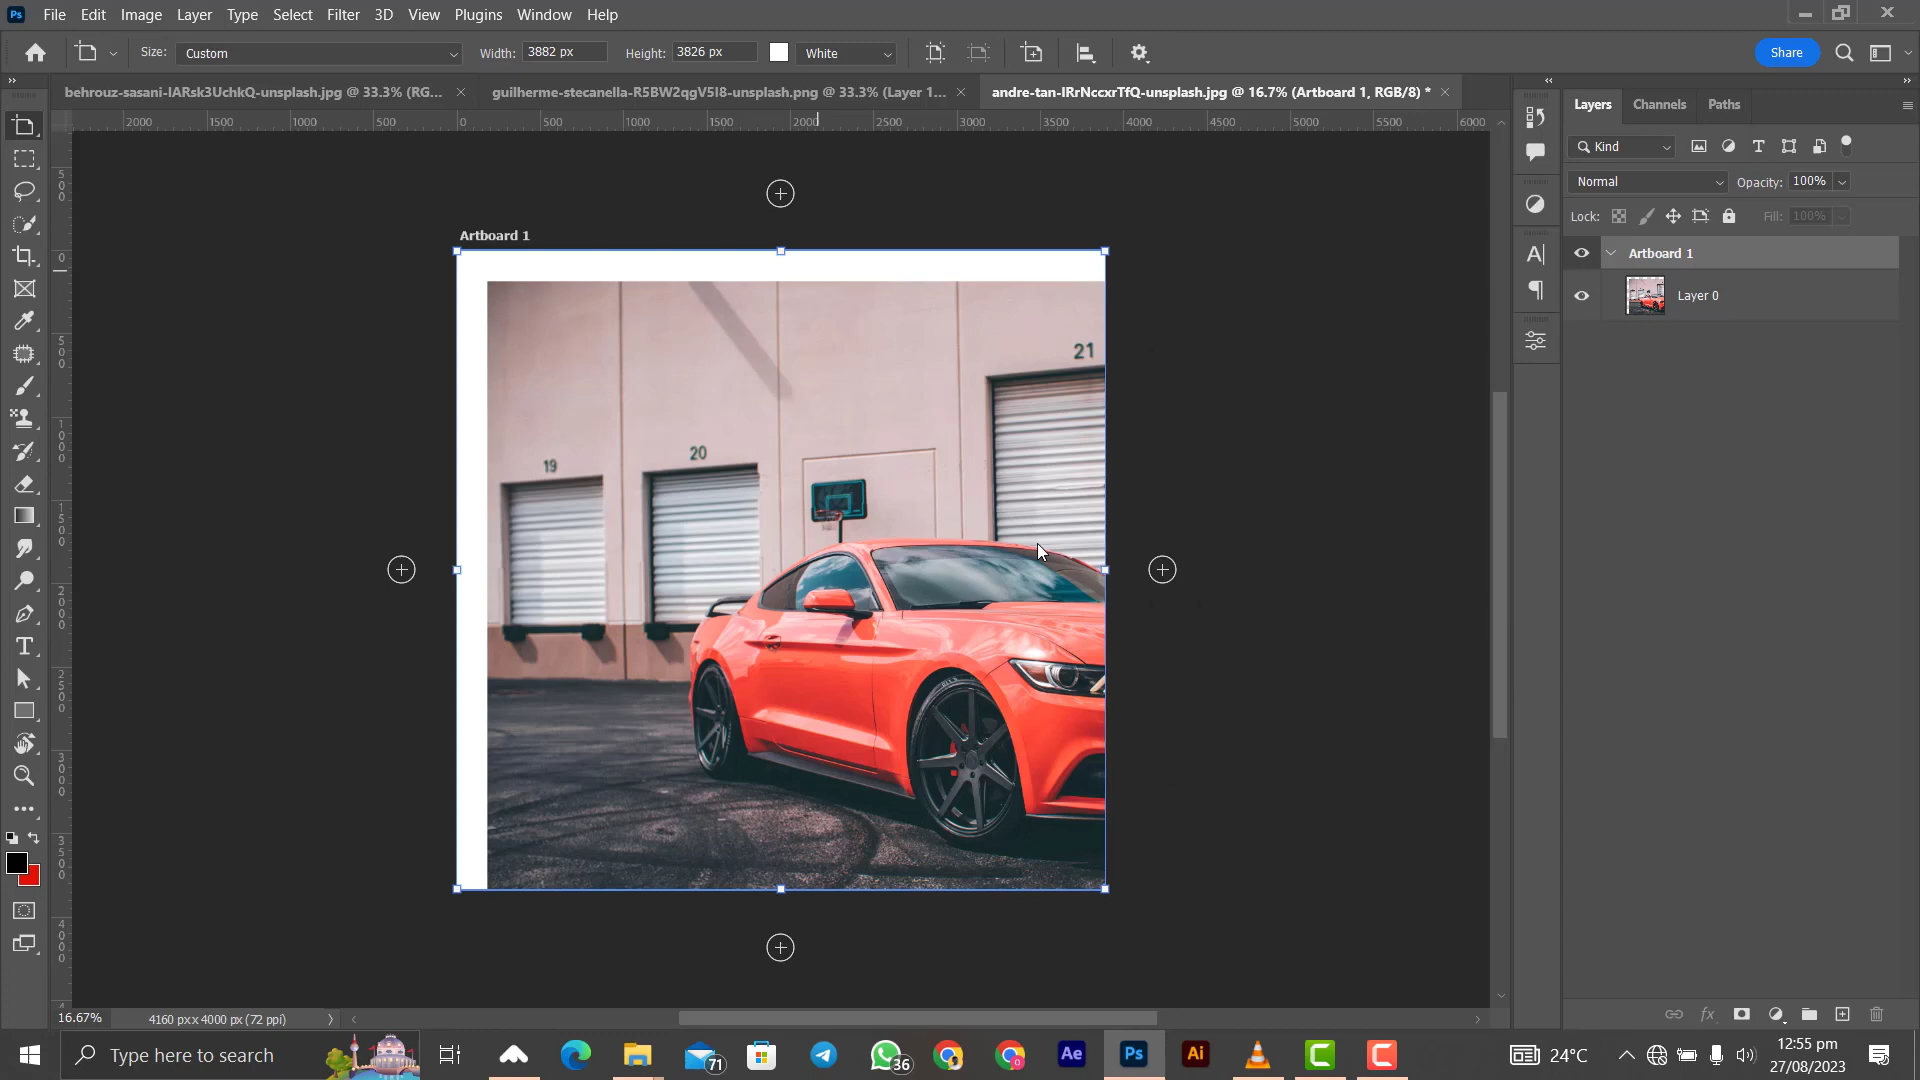 File Edit Image Layer Type Select Filter 3D View Plugins Window Help
Size: Custom Width: 3882 px Height: 3826 px White Share
behrouz-sasani-IARsk3UchkQ-unsplash.jpg @ 33.3% (RG...
guilherme-stecanella-R5BW2qgV5I8-unsplash.png @ 33.3% (Layer 1...
andre-tan-IRrNccxrTfQ-unsplash.jpg @ 16.7% (Artboard 1, RGB/8) *
2000 1500 1000 500 0 500 1000 1500 2000 2500 3000 3500 4000 4500 5000 5500 6000
500
0
500
1000
1500
2000
2500
3000
3500
4000
Artboard 1
19
20
21
Layers Channels Paths
Kind
Normal Opacity: 100%
Lock: Fill: 100%
Artboard 1
Layer 0
16.67% 4160 px x 4000 px (72 ppi)
Type here to search
71
36
Ae
Ps
Ai
24°C
12:55 pm
27/08/2023